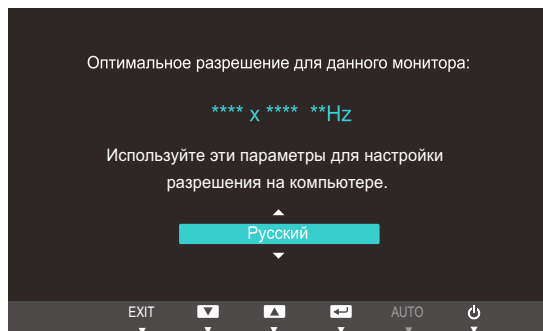 Оптимальное разрешение для данного монитора:
**** x **** **Hz
Используйте эти параметры для настройки
разрешения на компьютере.
Русский
EXIT AUTO